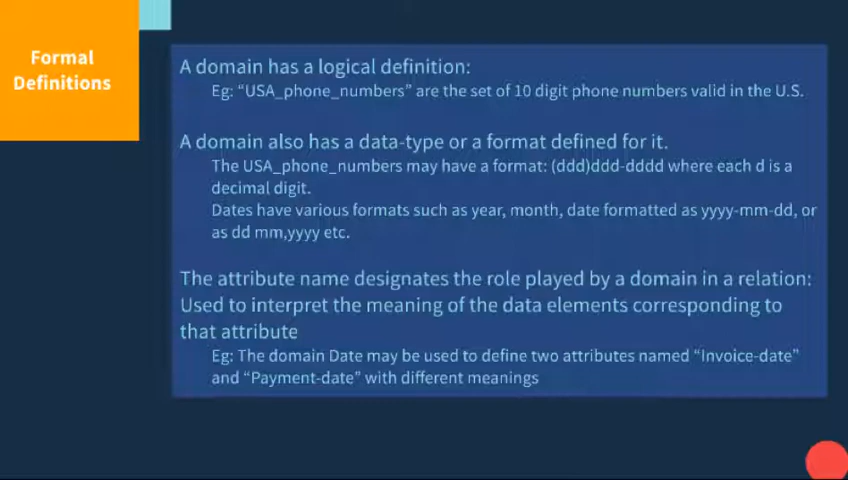 Formal
Definitions
A domain has a logical definition:
Eg: “USA_phone_numbers” are the set of 10 digit phone numbers valid in the U.S.
A domain also has a data-type or a format defined for it.
The USA_phone_numbers may have a format: (ddd)ddd-dddd where each d is a
decimal digit.
Dates have various formats such as year, month, date formatted as yyyy-mm-dd, or
as dd mm,yyyy etc.
The attribute name designates the role played by a domain in a relation:
Used to interpret the meaning of the data elements corresponding to
that attribute
Eg: The domain Date may be used to define two attributes named “Invoice-date”
and “Payment-date” with different meanings